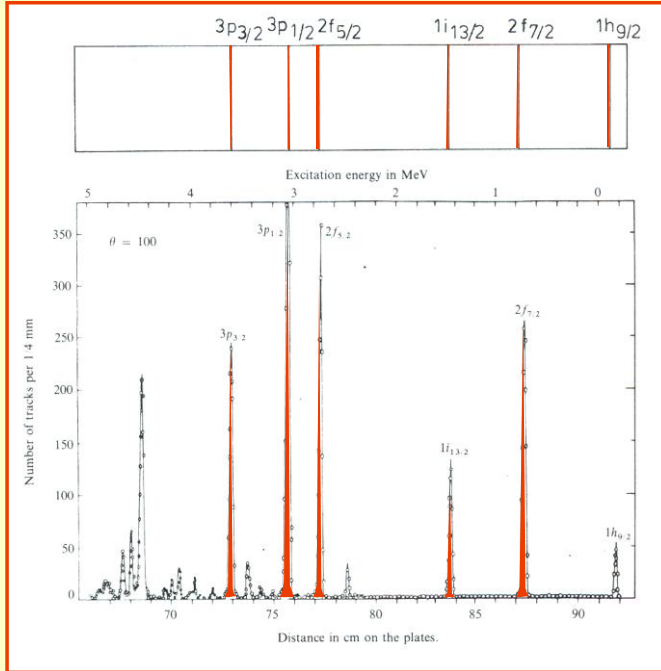 3p3/2 3p1/2 2f5/2 1i13/2 2f7/2 1h9/2
Excitation energy in MeV
5 4 3 2 1 0
350
300
250
200
150
100
50
0
θ = 100
3p1·2
2f5·2
3p3·2
2f7/2
1i13·2
1h9·2
Number of tracks per 1/4 mm
70 75 80 85 90
Distance in cm on the plates.